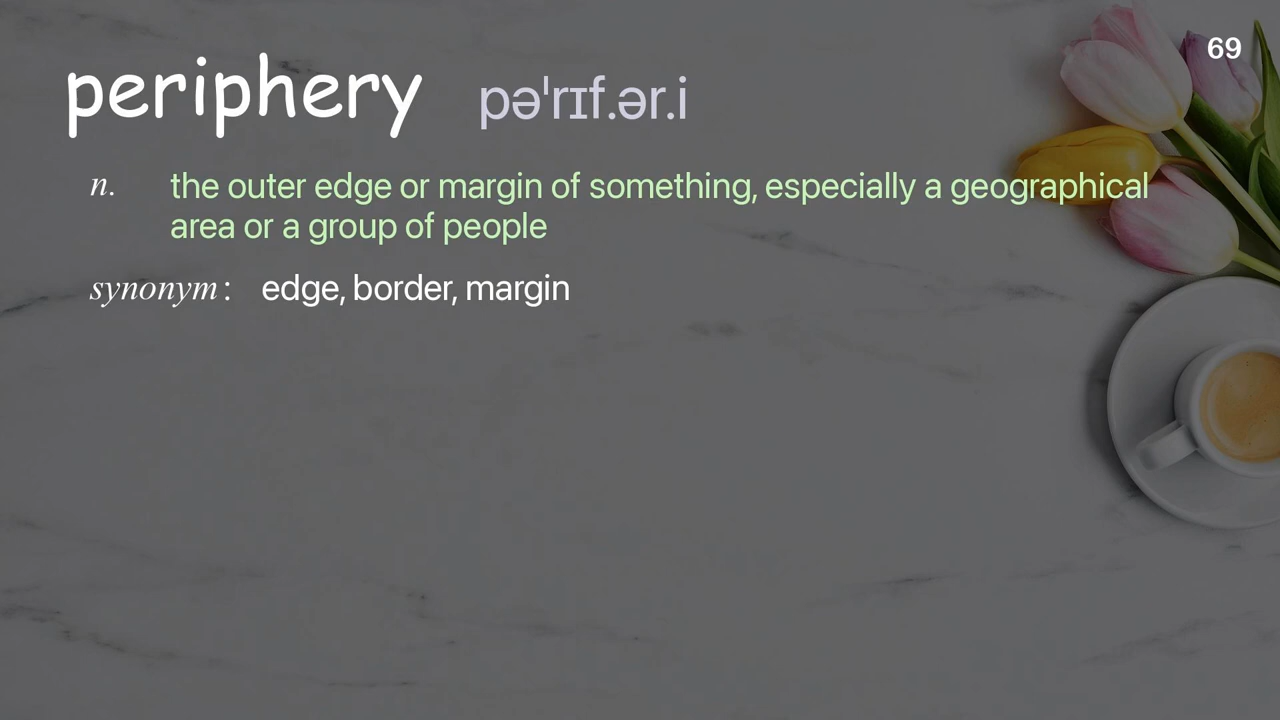 69
periphery pəˈrɪf.ər.i
n. the outer edge or margin of something, especially a geographical
area or a group of people
synonym : edge, border, margin